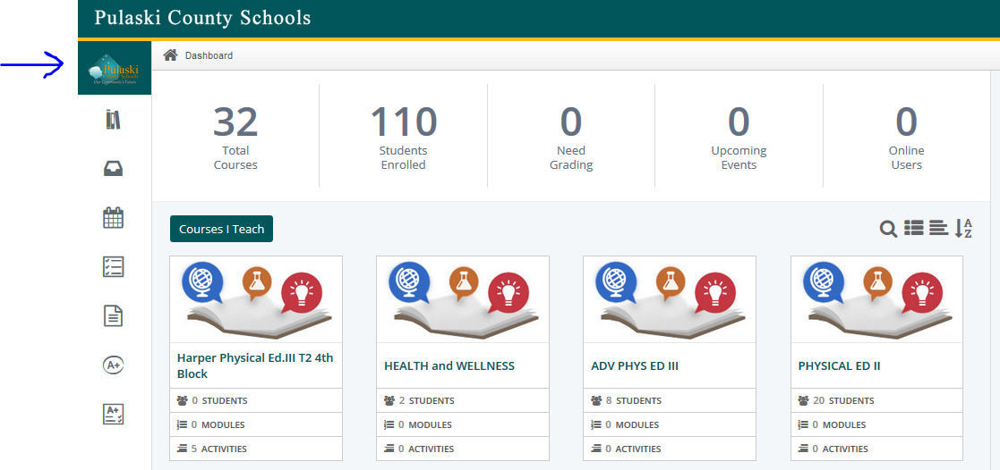 Pulaski County Schools
Pulaski
County Schools
Our Community's Future
Dashboard
32
Total
Courses
110
Students
Enrolled
0
Need
Grading
0
Upcoming
Events
0
Online
Users
Courses I Teach
A
Z
Harper Physical Ed.III T2 4th
Block
0 STUDENTS
0 MODULES
5 ACTIVITIES
HEALTH and WELLNESS
2 STUDENTS
0 MODULES
0 ACTIVITIES
ADV PHYS ED III
8 STUDENTS
0 MODULES
0 ACTIVITIES
PHYSICAL ED II
20 STUDENTS
0 MODULES
0 ACTIVITIES
A+
A+